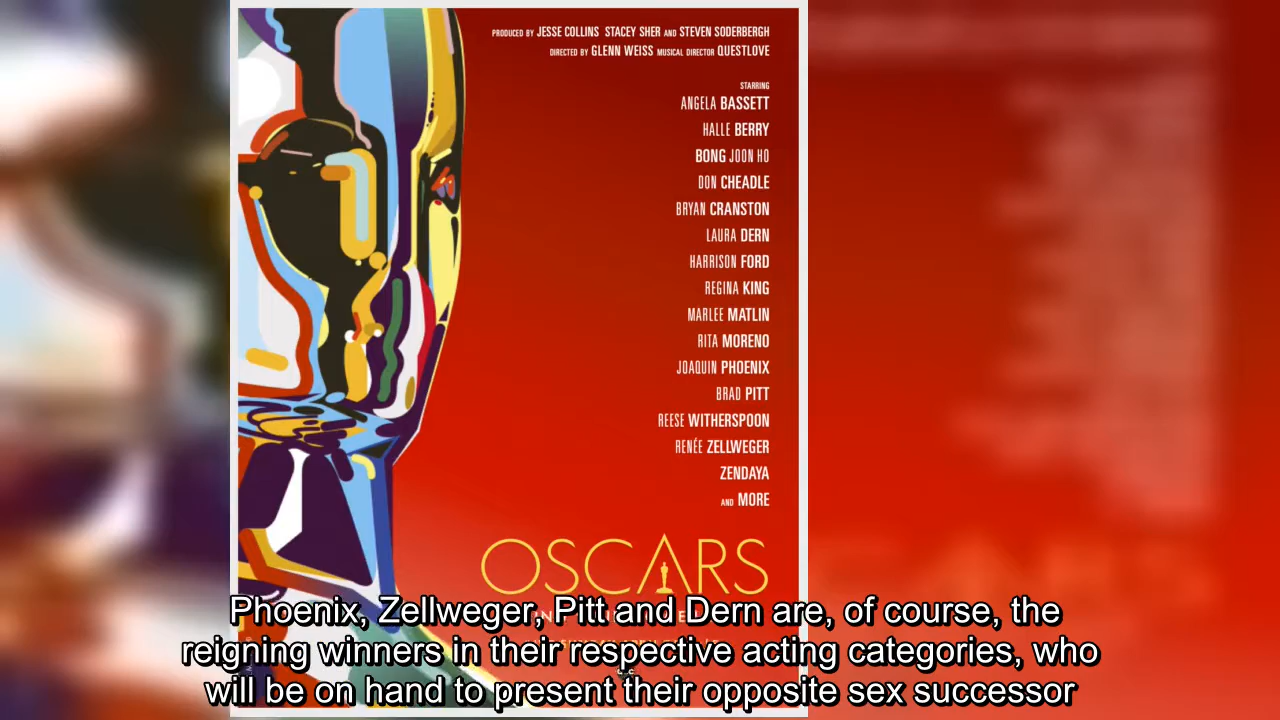 PRODUCED BY JESSE COLLINS STACEY SHER AND STEVEN SODERBERGH
DIRECTED BY GLENN WEISS MUSICAL DIRECTOR QUESTLOVE
STARRING
ANGELA BASSETT
HALLE BERRY
BONG JOON HO
DON CHEADLE
BRYAN CRANSTON
LAURA DERN
HARRISON FORD
REGINA KING
MARLEE MATLIN
RITA MORENO
JOAQUIN PHOENIX
BRAD PITT
REESE WITHERSPOON
RENÉE ZELLWEGER
ZENDAYA
AND MORE
OSCARS
Phoenix, Zellweger, Pitt and Dern are, of course, the
reigning winners in their respective acting categories, who
will be on hand to present their opposite sex successor